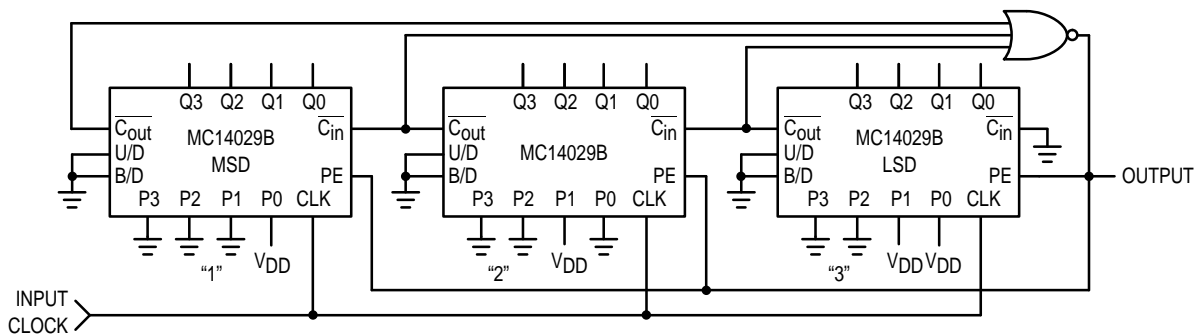 Q3 Q2 Q1 Q0
Cout
Cin
MC14029B
MSD
U/D
B/D
PE
P3 P2 P1 P0 CLK
VDD
"1"
Q3 Q2 Q1 Q0
Cout
Cin
MC14029B
U/D
B/D
PE
P3 P2 P1 P0 CLK
VDD
"2"
Q3 Q2 Q1 Q0
Cout
Cin
MC14029B
LSD
U/D
B/D
PE
P3 P2 P1 P0 CLK
VDD VDD
"3"
OUTPUT
INPUT
CLOCK